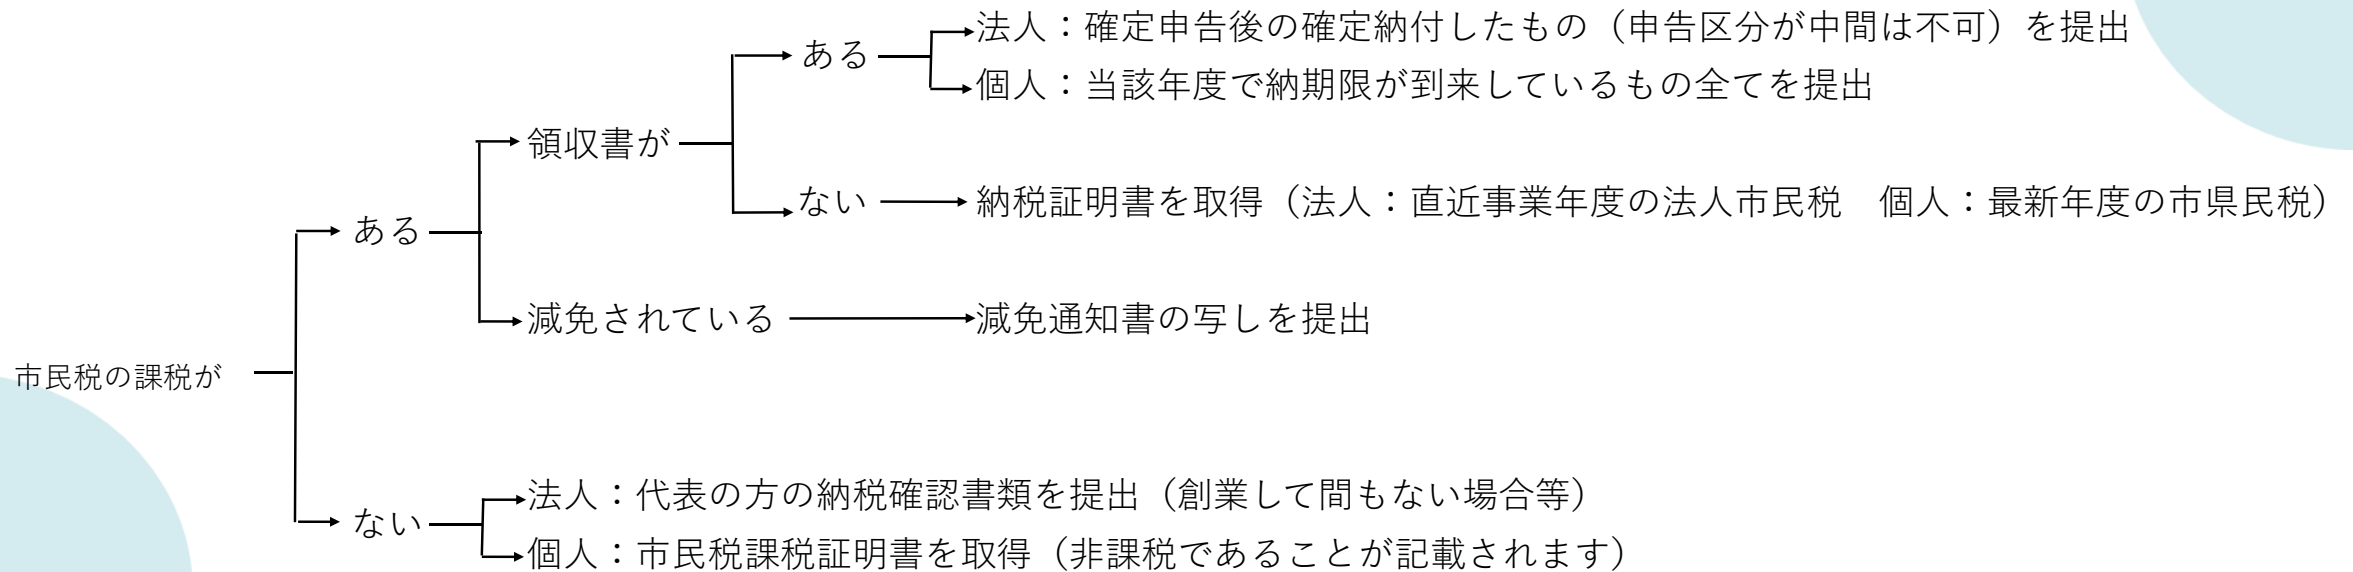 法人：確定申告後の確定納付したもの（申告区分が中間は不可）を提出
ある
個人：当該年度で納期限が到来しているもの全てを提出
領収書が
ない
納税証明書を取得（法人：直近事業年度の法人市民税　個人：最新年度の市県民税）
ある
減免されている
減免通知書の写しを提出
市民税の課税が
法人：代表の方の納税確認書類を提出（創業して間もない場合等）
ない
個人：市民税課税証明書を取得（非課税であることが記載されます）